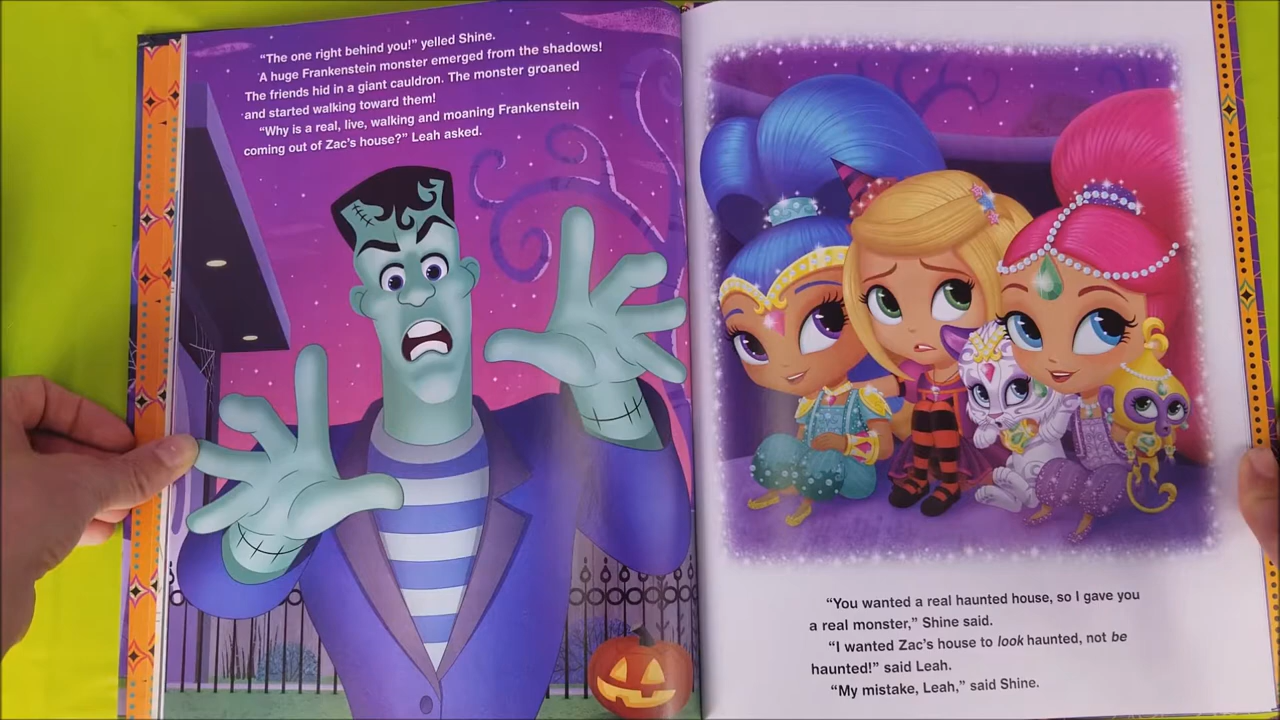 “The one right behind you!” yelled Shine.
A huge Frankenstein monster emerged from the shadows!
The friends hid in a giant cauldron. The monster groaned
and started walking toward them!
“Why is a real, live, walking and moaning Frankenstein
coming out of Zac’s house?” Leah asked.
“You wanted a real haunted house, so I gave you
a real monster,” Shine said.
“I wanted Zac’s house to look haunted, not be
haunted!” said Leah.
“My mistake, Leah,” said Shine.